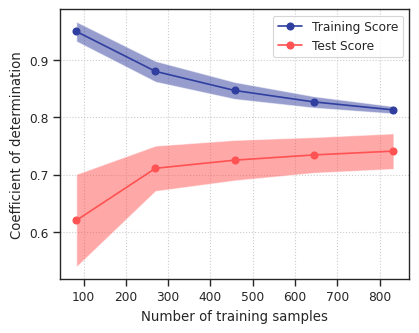 Training Score
Test Score
Coefficient of determination
0.9
0.8
0.7
0.6
100 200 300 400 500 600 700 800
Number of training samples